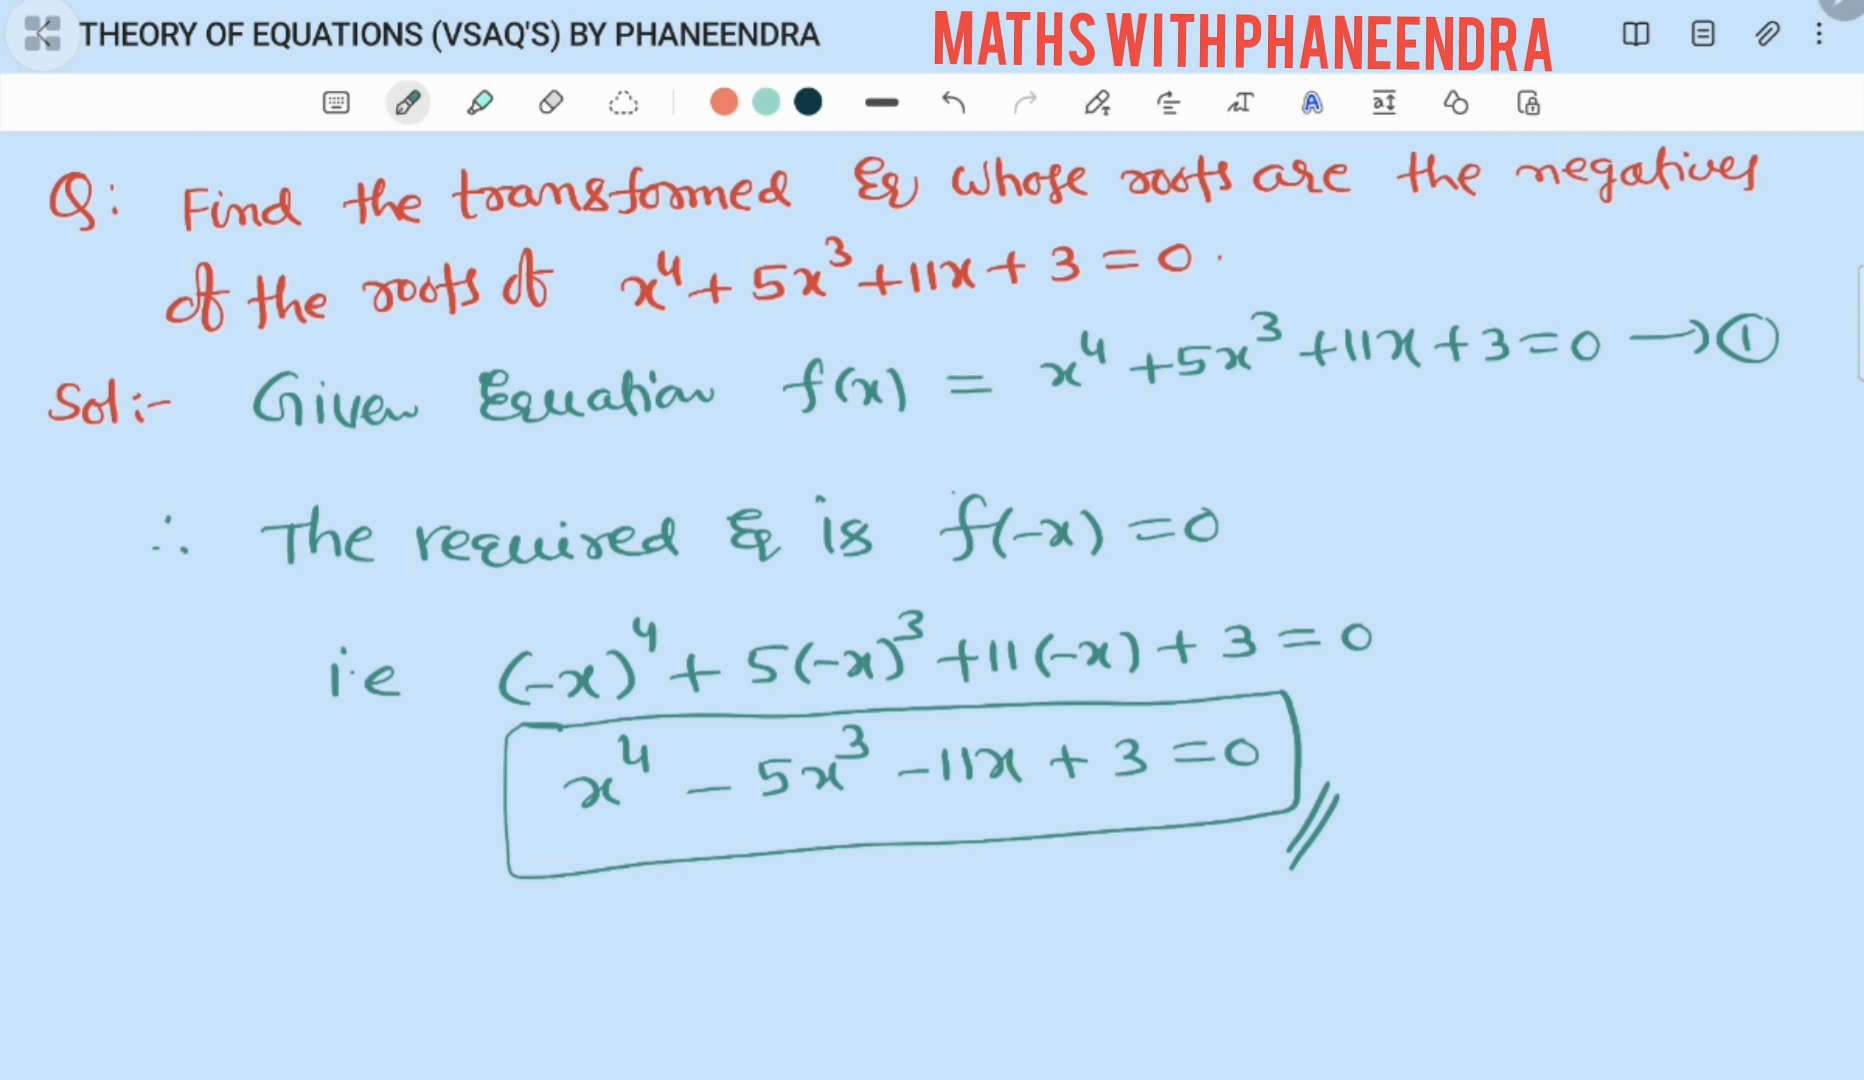 THEORY OF EQUATIONS (VSAQ'S) BY PHANEENDRA
MATHS WITH PHANEENDRA
Q: Find the transformed Eq whose roots are the negatives
of the roots of x⁴ + 5x³ + 11x + 3 = 0.
Sol:- Given Equation f(x) = x⁴ + 5x³ + 11x + 3 = 0 → ①
∴ The required Eq is f(-x) = 0
i.e (-x)⁴ + 5(-x)³ + 11(-x) + 3 = 0
x⁴ - 5x³ - 11x + 3 = 0